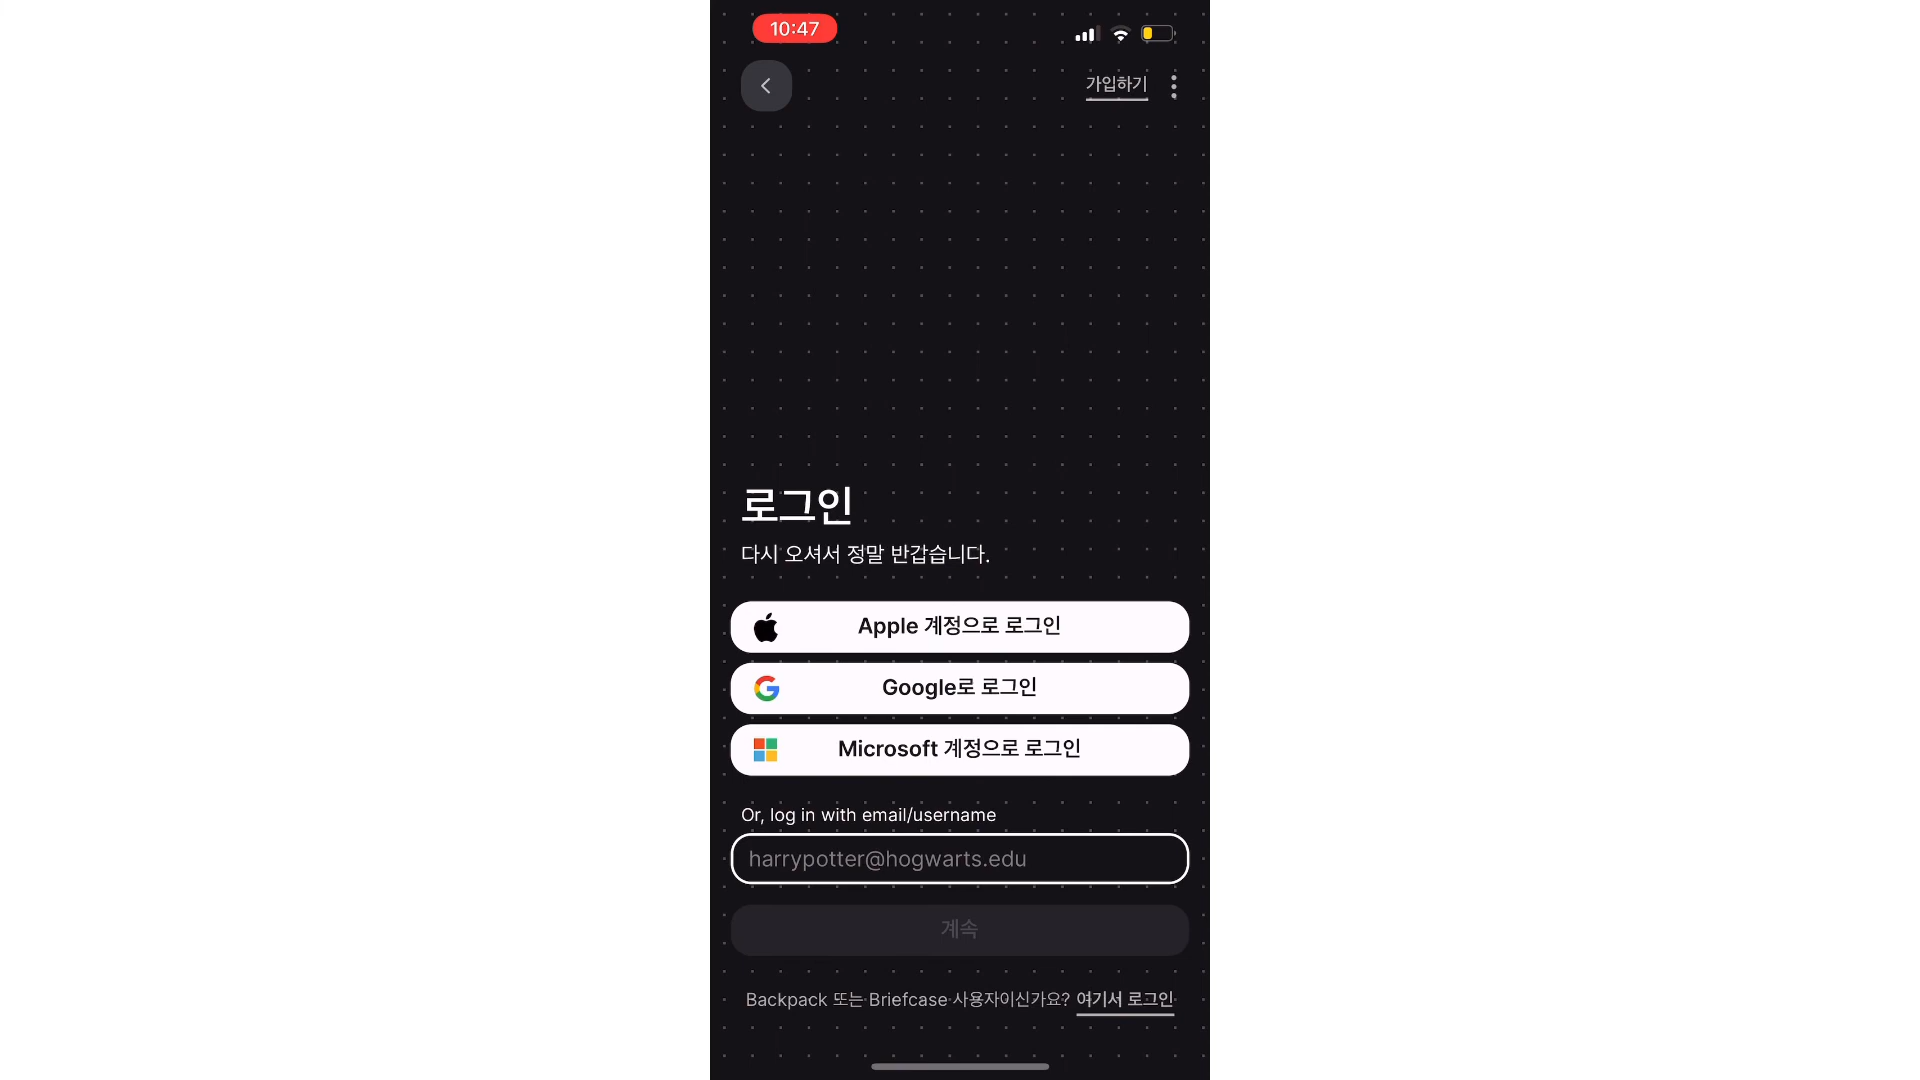 10:47
가입하기
로그인
다시 오셔서 정말 반갑습니다.
Apple 계정으로 로그인
Google로 로그인
Microsoft 계정으로 로그인
Or, log in with email/username
harrypotter@hogwarts.edu
계속
Backpack 또는 Briefcase 사용자이신가요? 여기서 로그인